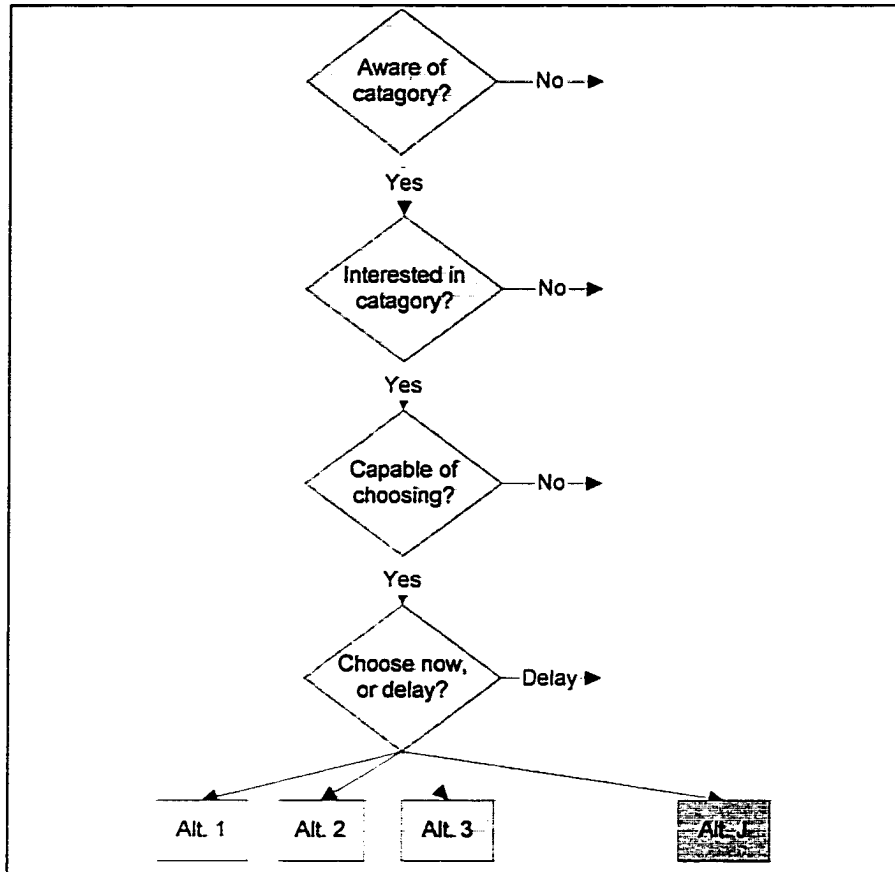 Aware of
catagory?
No
Yes
Interested in
catagory?
No
Yes
Capable of
choosing?
No
Yes
Choose now,
or delay?
Delay
Alt. 1
Alt. 2
Alt. 3
Alt. J